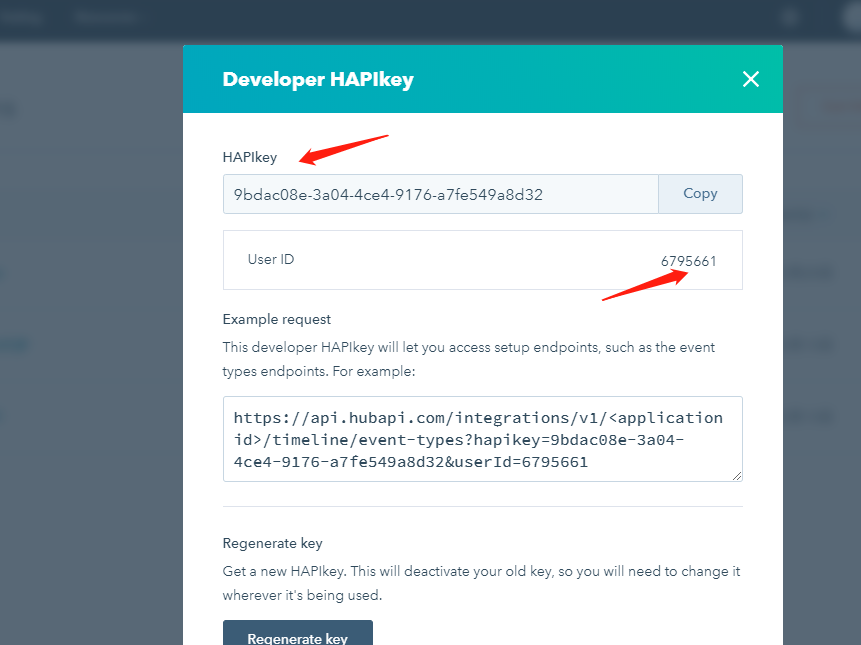 Developer HAPIkey
HAPIkey
9bdac08e-3a04-4ce4-9176-a7fe549a8d32
Copy
User ID
6795661
Example request
This developer HAPIkey will let you access setup endpoints, such as the event
types endpoints. For example:
https://api.hubapi.com/integrations/v1/<application
id>/timeline/event-types?hapikey=9bdac08e-3a04-
4ce4-9176-a7fe549a8d32&userId=6795661
Regenerate key
Get a new HAPIkey. This will deactivate your old key, so you will need to change it
wherever it's being used.
Regenerate key